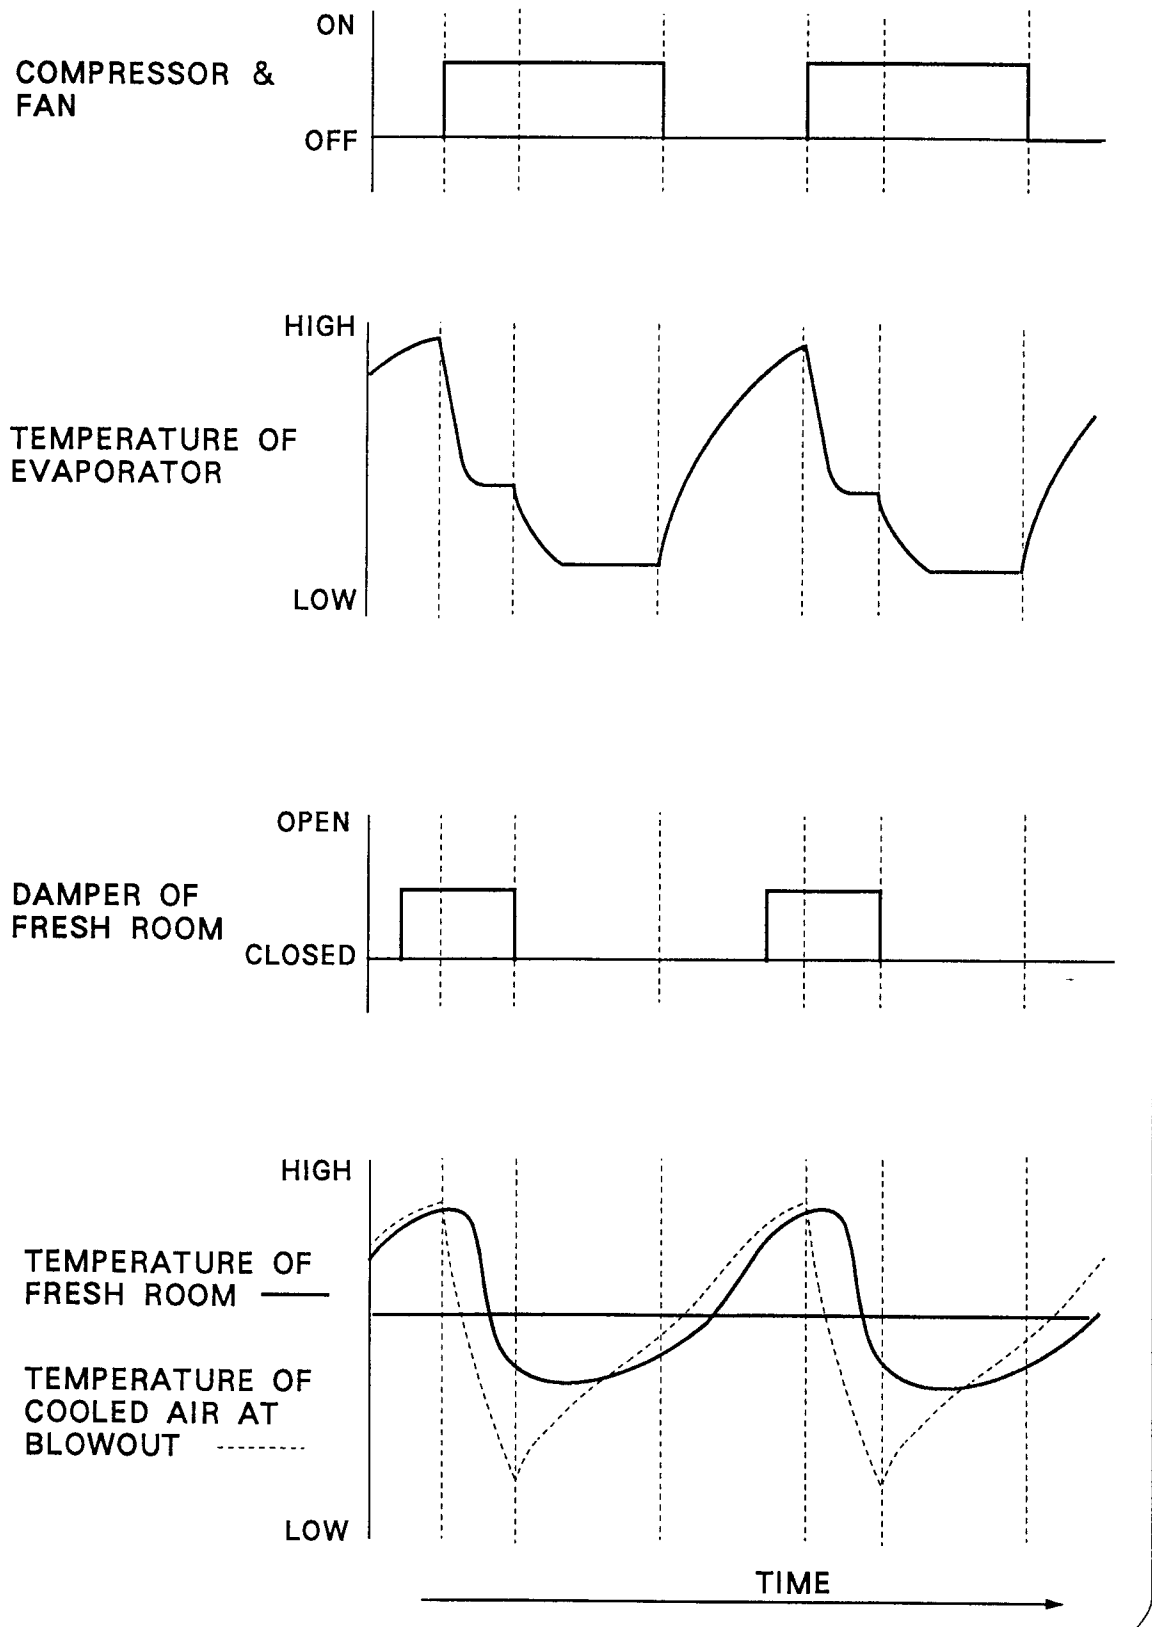 ON
COMPRESSOR &
FAN
OFF
HIGH
TEMPERATURE OF
EVAPORATOR
LOW
OPEN
DAMPER OF
FRESH ROOM
CLOSED
HIGH
TEMPERATURE OF
FRESH ROOM
TEMPERATURE OF
COOLED AIR AT
BLOWOUT
LOW
TIME